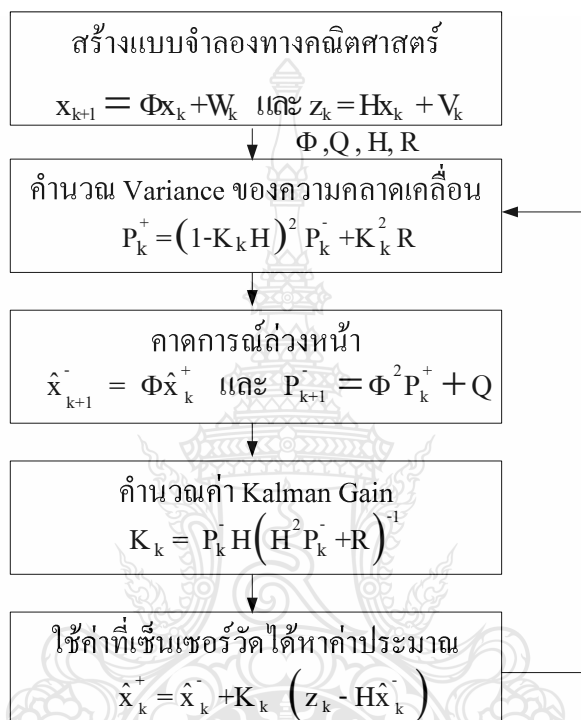 สร้างแบบจำลองทางคณิตศาสตร์
x_{k+1} = Φx_k +W_k และ z_k = Hx_k + V_k
Φ ,Q , H, R
คำนวณ Variance ของความคลาดเคลื่อน
P_k^+ = (1-K_k H)^2 P_k^- +K_k^2 R
คาดการณ์ล่วงหน้า
x̂_{k+1}^- = Φx̂_k^+ และ P_{k+1}^- = Φ^2 P_k^+ + Q
คำนวณค่า Kalman Gain
K_k = P_k^- H(H^2 P_k^- +R)^{-1}
ใช้ค่าที่เซ็นเซอร์วัดได้หาค่าประมาณ
x̂_k^+ = x̂_k^- +K_k (z_k - Hx̂_k^-)